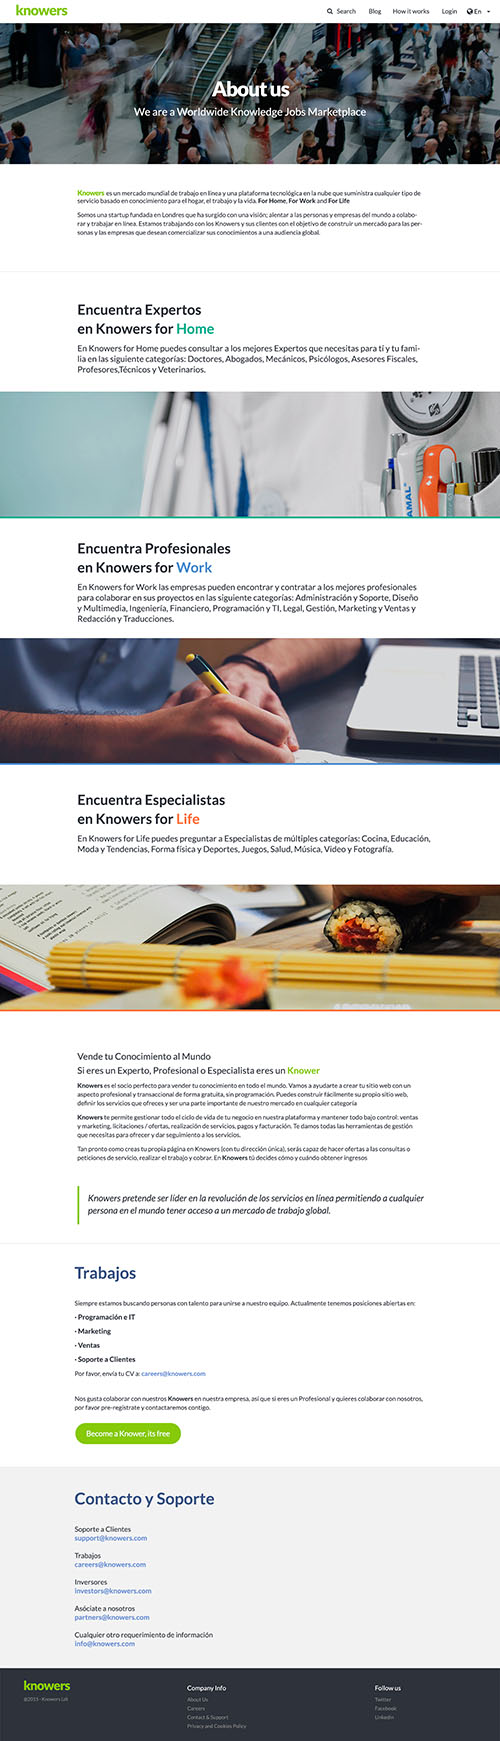 knowers
Search Blog How it works Login En
About us
We are a Worldwide Knowledge Jobs Marketplace
Knowers es un mercado mundial de trabajo en línea y una plataforma tecnológica en la nube que suministra cualquier tipo de
servicio basado en conocimiento para el hogar, el trabajo y la vida. For Home, For Work and For Life
Somos una startup fundada en Londres que ha surgido con una visión; alentar a las personas y empresas del mundo a colabo-
rar y trabajar en línea. Estamos trabajando con los Knowers y sus clientes con el objetivo de construir un mercado para las per-
sonas y las empresas que desean comercializar sus conocimientos a una audiencia global.
Encuentra Expertos
en Knowers for Home
En Knowers for Home puedes consultar a los mejores Expertos que necesitas para tí y tu fami-
lia en las siguiente categorías: Doctores, Abogados, Mecánicos, Psicólogos, Asesores Fiscales,
Profesores,Técnicos y Veterinarios.
AMAL
Encuentra Profesionales
en Knowers for Work
En Knowers for Work las empresas pueden encontrar y contratar a los mejores profesionales
para colaborar en sus proyectos en las siguiente categorías: Administración y Soporte, Diseño
y Multimedia, Ingeniería, Financiero, Programación y TI, Legal, Gestión, Marketing y Ventas y
Redacción y Traducciones.
Encuentra Especialistas
en Knowers for Life
En Knowers for Life puedes preguntar a Especialistas de múltiples categorías: Cocina, Educación,
Moda y Tendencias, Forma física y Deportes, Juegos, Salud, Música, Video y Fotografía.
Vende tu Conocimiento al Mundo
Si eres un Experto, Profesional o Especialista eres un Knower
Knowers es el socio perfecto para vender tu conocimiento en todo el mundo. Vamos a ayudarte a crear tu sitio web con un
aspecto profesional y transaccional de forma gratuita, sin programación. Puedes construir fácilmente su propio sitio web,
definir los servicios que ofreces y ser una parte importante de nuestro mercado en cualquier categoría
Knowers te permite gestionar todo el ciclo de vida de tu negocio en nuestra plataforma y mantener todo bajo control: ventas
y marketing, licitaciones / ofertas, realización de servicios, pagos y facturación. Te damos todas las herramientas de gestión
que necesitas para ofrecer y dar seguimiento a los servicios.
Tan pronto como creas tu propia página en Knowers (con tu dirección única), serás capaz de hacer ofertas a las consultas o
peticiones de servicio, realizar el trabajo y cobrar. En Knowers tú decides cómo y cuándo obtener ingresos
Knowers pretende ser líder en la revolución de los servicios en línea permitiendo a cualquier
persona en el mundo tener acceso a un mercado de trabajo global.
Trabajos
Siempre estamos buscando personas con talento para unirse a nuestro equipo. Actualmente tenemos posiciones abiertas en:
· Programación e IT
· Marketing
· Ventas
· Soporte a Clientes
Por favor, envía tu CV a: careers@knowers.com
Nos gusta colaborar con nuestros Knowers en nuestra empresa, asi que si eres un Profesional y quieres colaborar con nosotros,
por favor pre-registrate y contactaremos contigo.
Become a Knower, its free
Contacto y Soporte
Soporte a Clientes
support@knowers.com
Trabajos
careers@knowers.com
Inversores
investors@knowers.com
Asóciate a nosotros
partners@knowers.com
Cualquier otro requerimiento de información
info@knowers.com
knowers
@2015 - Knowers Ltd
Company Info
About Us
Careers
Contact & Support
Privacy and Cookies Policy
Follow us
Twitter
Facebook
Linkedin